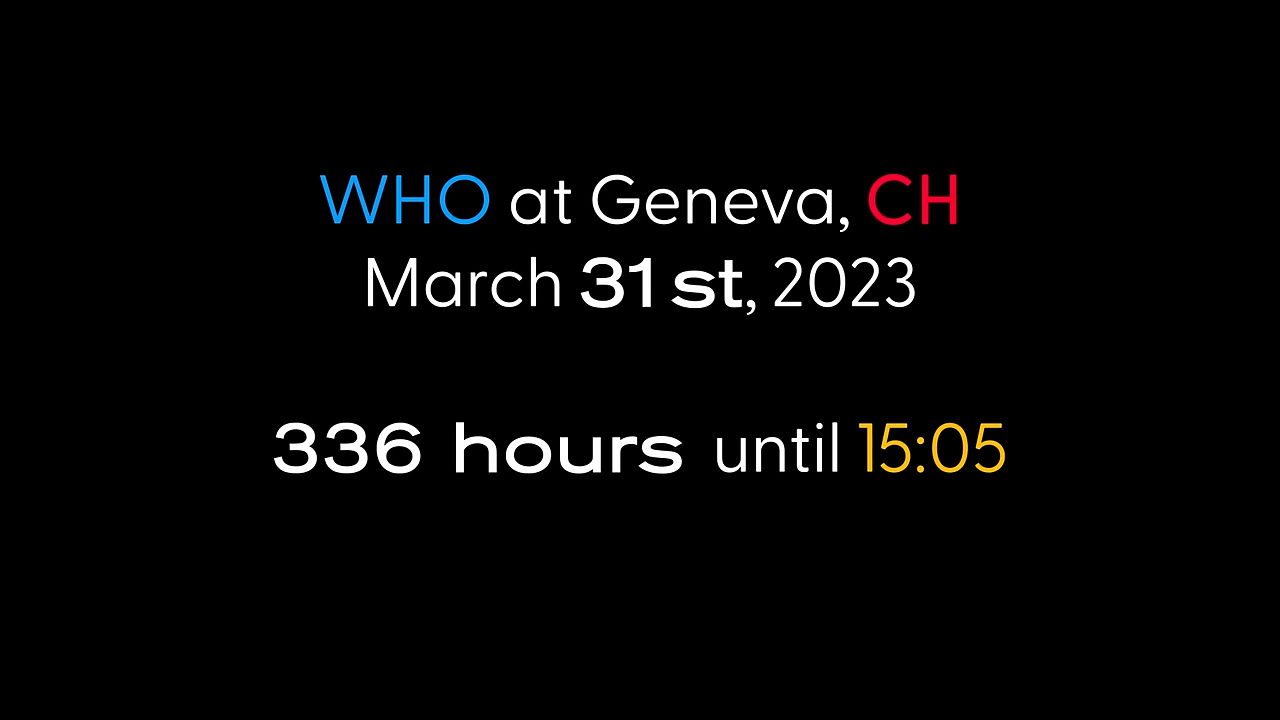 WHO at Geneva, CH
March 31st, 2023
336 hours until 15:05